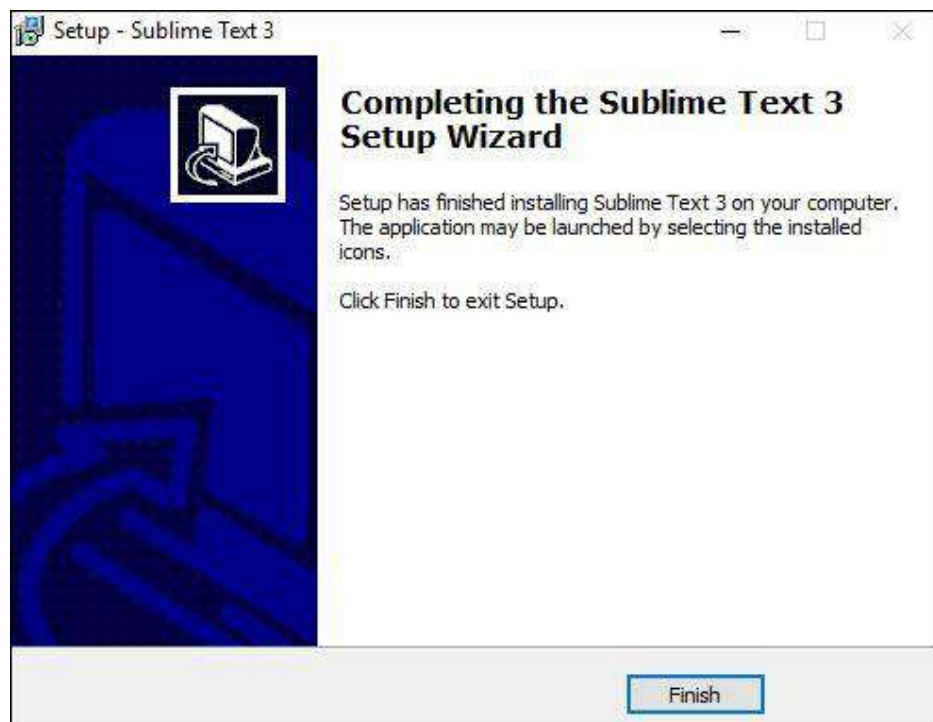 Setup - Sublime Text 3
Completing the Sublime Text 3
Setup Wizard
Setup has finished installing Sublime Text 3 on your computer.
The application may be launched by selecting the installed
icons.
Click Finish to exit Setup.
Finish